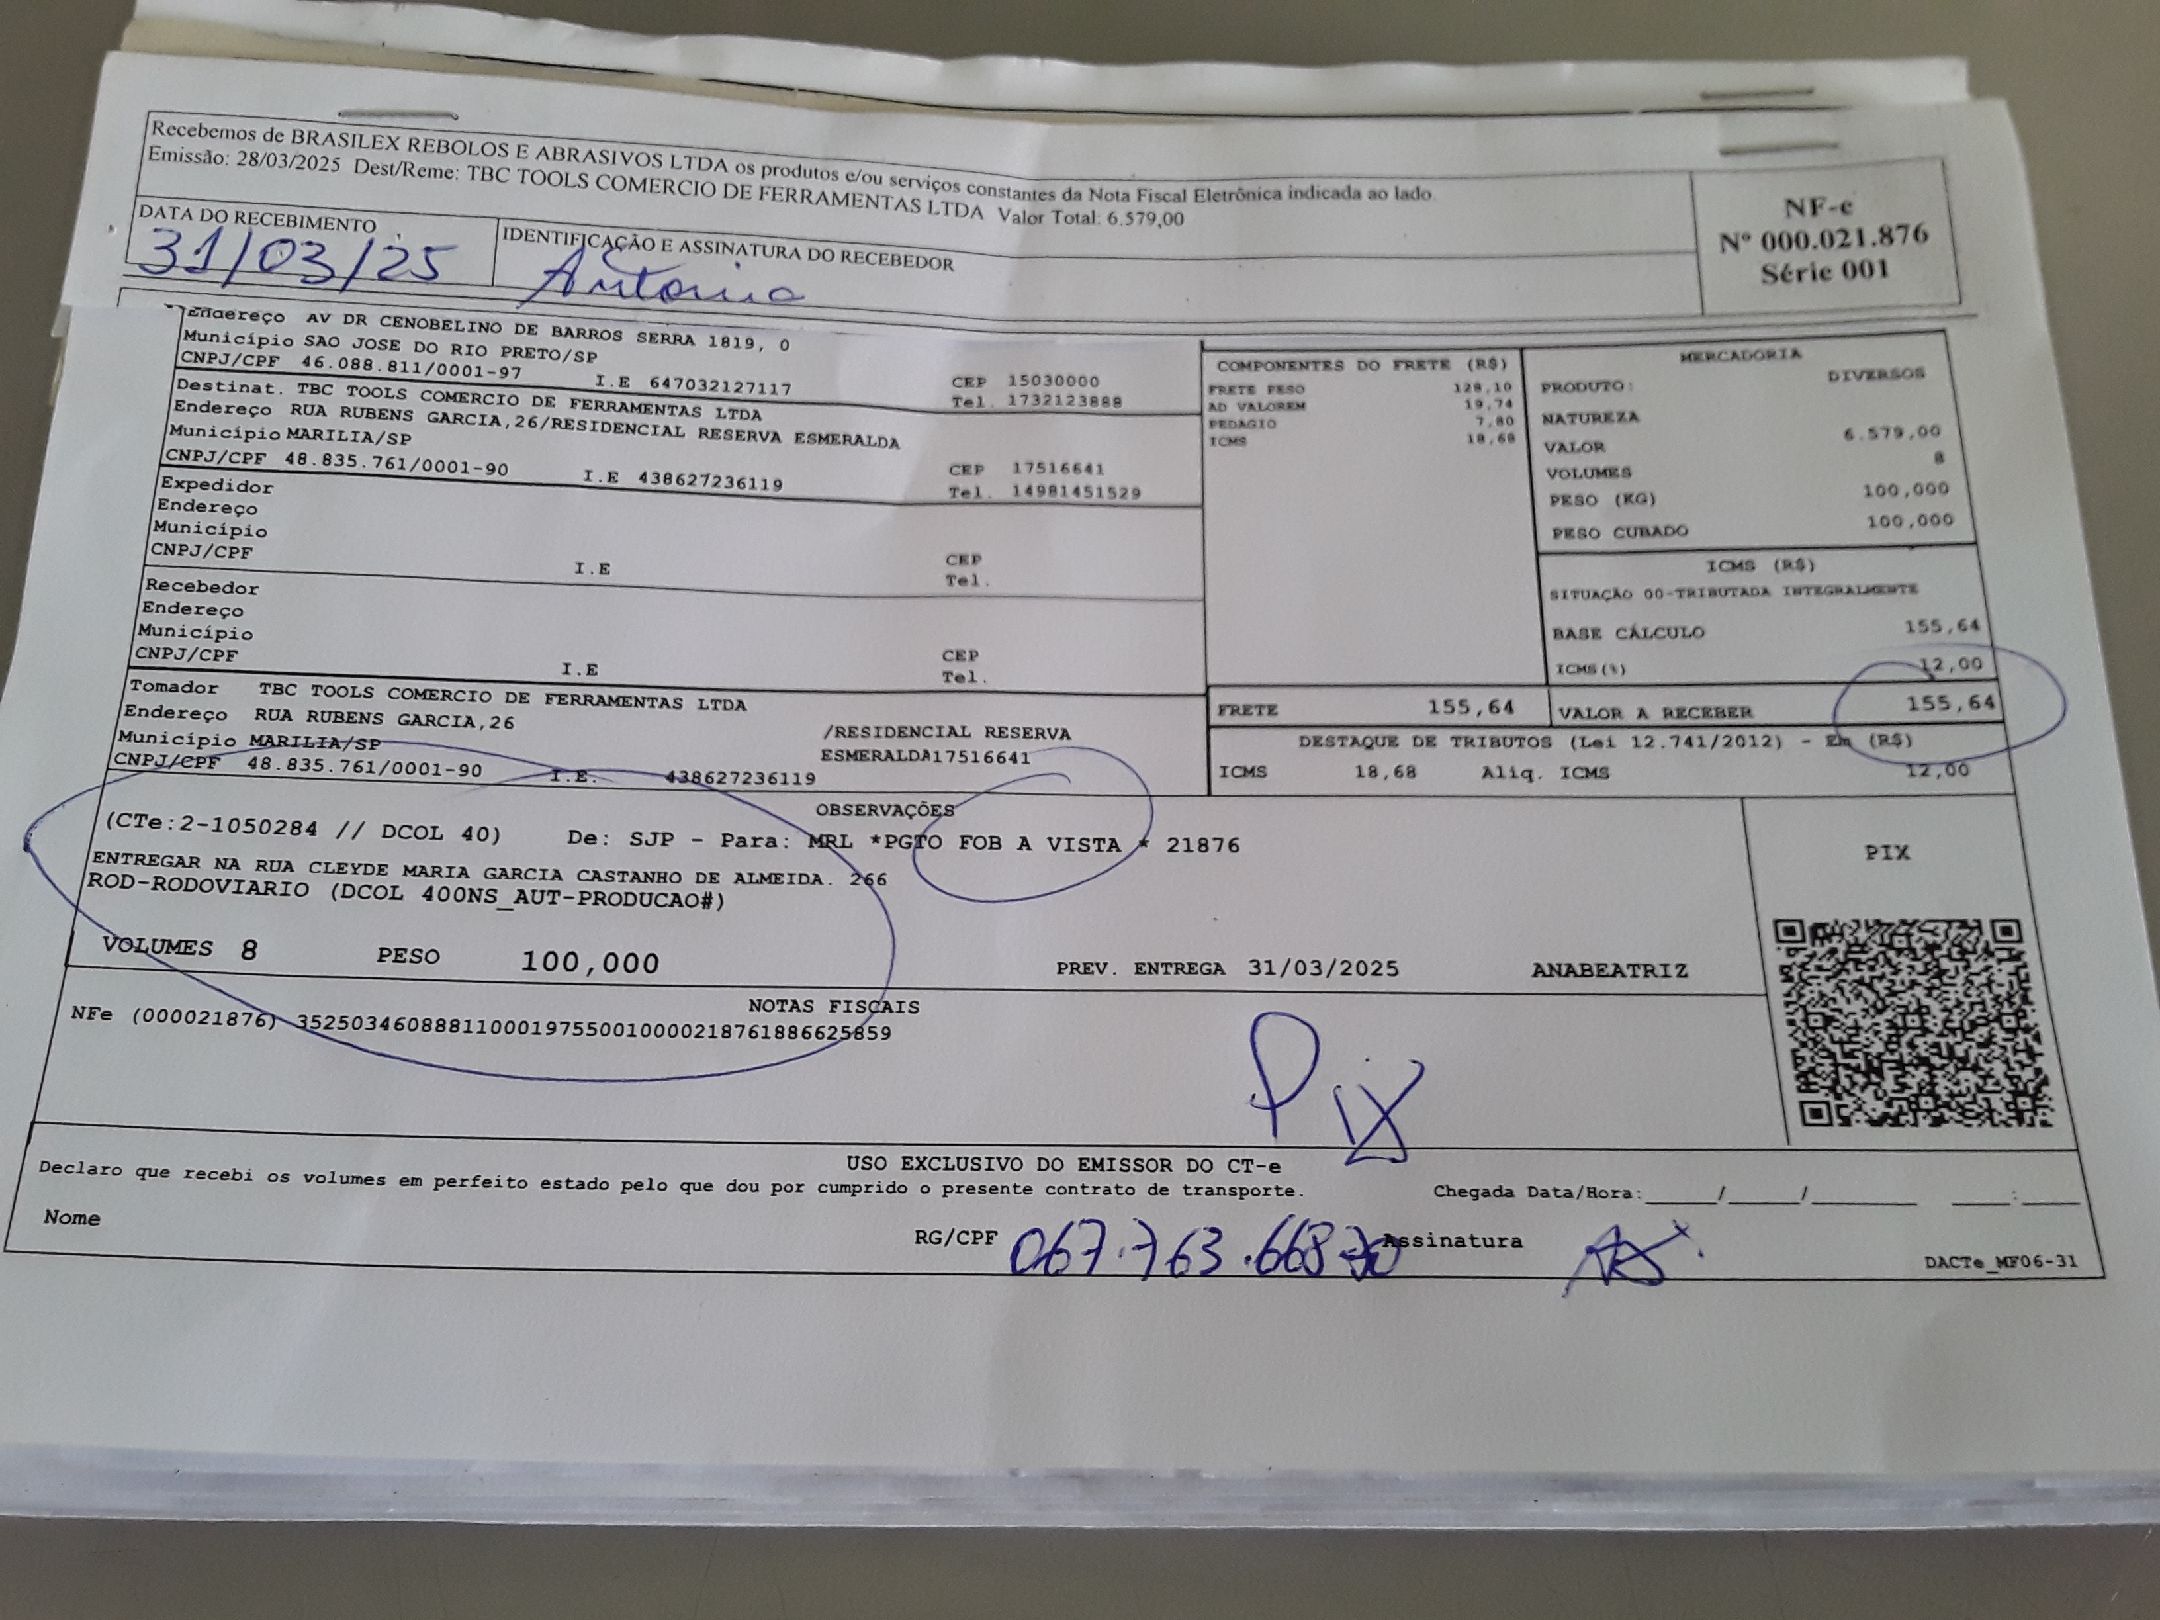 Recebemos de BRASILEX REBOLOS E ABRASIVOS LTDA os produtos e/ou serviços constantes da Nota Fiscal Eletrônica indicada ao lado.
Emissão: 28/03/2025 Dest/Reme: TBC TOOLS COMERCIO DE FERRAMENTAS LTDA Valor Total: 6.579,00
DATA DO RECEBIMENTO
31/03/25
IDENTIFICAÇÃO E ASSINATURA DO RECEBEDOR
Antonio
NF-e
Nº 000.021.876
Série 001
Endereço AV DR CENOBELINO DE BARROS SERRA 1819, 0
Município SAO JOSE DO RIO PRETO/SP CEP 15030000
CNPJ/CPF 46.088.811/0001-97 I.E 647032127117 Tel. 1732123888
Destinat. TBC TOOLS COMERCIO DE FERRAMENTAS LTDA
Endereço RUA RUBENS GARCIA,26/RESIDENCIAL RESERVA ESMERALDA
Município MARILIA/SP CEP 17516641
CNPJ/CPF 48.835.761/0001-90 I.E 438627236119 Tel. 14981451529
Expedidor
Endereço
Município CEP
CNPJ/CPF I.E Tel.
Recebedor
Endereço
Município CEP
CNPJ/CPF I.E Tel.
Tomador TBC TOOLS COMERCIO DE FERRAMENTAS LTDA
Endereço RUA RUBENS GARCIA,26 /RESIDENCIAL RESERVA
Município MARILIA/SP ESMERALDA17516641
CNPJ/CPF 48.835.761/0001-90 I.E. 438627236119
COMPONENTES DO FRETE (R$)
FRETE PESO 128,10
AD VALOREM 19,74
PEDAGIO 7,80
ICMS 18,68
MERCADORIA
PRODUTO: DIVERSOS
NATUREZA
VALOR 6.579,00
VOLUMES 8
PESO (KG) 100,000
PESO CUBADO 100,000
ICMS (R$)
SITUAÇÃO 00-TRIBUTADA INTEGRALMENTE
BASE CÁLCULO 155,64
ICMS(%) 12,00
FRETE 155,64 VALOR A RECEBER 155,64
DESTAQUE DE TRIBUTOS (Lei 12.741/2012) - Em (R$)
ICMS 18,68 Aliq. ICMS 12,00
OBSERVAÇÕES
(CTe:2-1050284 // DCOL 40) De: SJP - Para: MRL *PGTO FOB A VISTA * 21876
ENTREGAR NA RUA CLEYDE MARIA GARCIA CASTANHO DE ALMEIDA. 266
ROD-RODOVIARIO (DCOL 400NS_AUT-PRODUCAO#)
VOLUMES 8 PESO 100,000 PREV. ENTREGA 31/03/2025 ANABEATRIZ
PIX
NOTAS FISCAIS
NFe (000021876) 35250346088811000197550010000218761886625859
Pix
USO EXCLUSIVO DO EMISSOR DO CT-e
Declaro que recebi os volumes em perfeito estado pelo que dou por cumprido o presente contrato de transporte. Chegada Data/Hora:_____/_____/_______ ___:____
Nome RG/CPF 067.763.668-70 Assinatura
DACTe_MF06-31